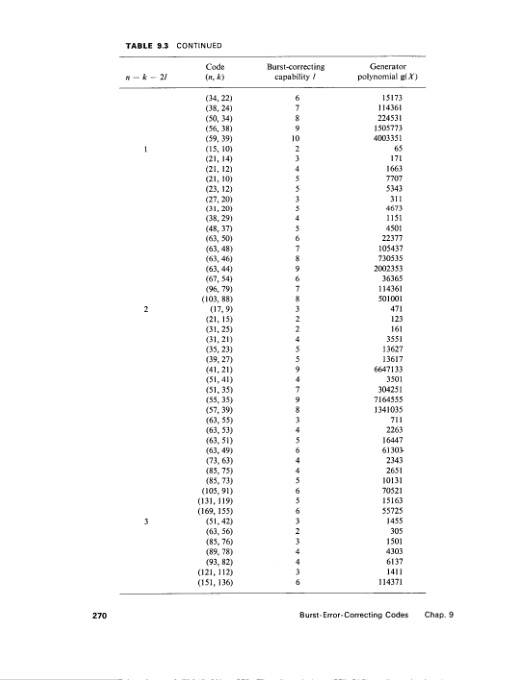 TABLE 9.3 CONTINUED
Code Burst-correcting Generator
n − k − 2l (n, k) capability l polynomial g(X)
(34, 22) 6 15173
(38, 24) 7 114361
(50, 34) 8 224531
(56, 38) 9 1505773
(59, 39) 10 4003351
1 (15, 10) 2 65
(21, 14) 3 171
(21, 12) 4 1663
(21, 10) 5 7707
(23, 12) 5 5343
(27, 20) 3 311
(31, 20) 5 4673
(38, 29) 4 1151
(48, 37) 5 4501
(63, 50) 6 22377
(63, 48) 7 105437
(63, 46) 8 730535
(63, 44) 9 2002353
(67, 54) 6 36365
(96, 79) 7 114361
(103, 88) 8 501001
2 (17, 9) 3 471
(21, 15) 2 123
(31, 25) 2 161
(31, 21) 4 3551
(35, 23) 5 13627
(39, 27) 5 13617
(41, 21) 9 6647133
(51, 41) 4 3501
(51, 35) 7 304251
(55, 35) 9 7164555
(57, 39) 8 1341035
(63, 55) 3 711
(63, 53) 4 2263
(63, 51) 5 16447
(63, 49) 6 61303
(73, 63) 4 2343
(85, 75) 4 2651
(85, 73) 5 10131
(105, 91) 6 70521
(131, 119) 5 15163
(169, 155) 6 55725
3 (51, 42) 3 1455
(63, 56) 2 305
(85, 76) 3 1501
(89, 78) 4 4303
(93, 82) 4 6137
(121, 112) 3 1411
(151, 136) 6 114371
270 Burst-Error-Correcting Codes Chap. 9